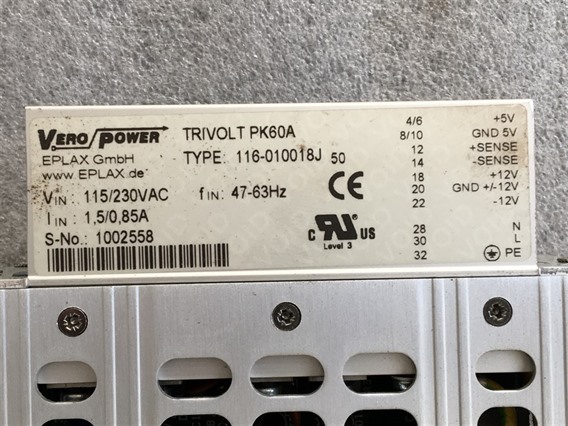 VERO POWER
TRIVOLT PK60A
EPLAX GmbH
TYPE: 116-010018J 50
www.EPLAX.de
VIN: 115/230VAC
fIN: 47-63Hz
IIN: 1,5/0,85A
S-No.: 1002558
CE
C RU US
Level 3
4/6 +5V
8/10 GND 5V
12 +SENSE
14 -SENSE
18 +12V
20 GND +/-12V
22 -12V
28 N
30 L
32 PE